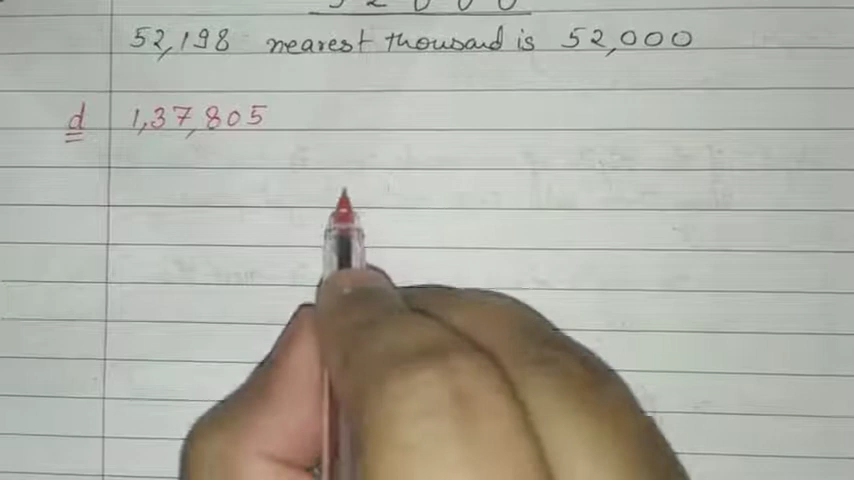 52,198 nearest thousand is 52,000
d 1,37,805